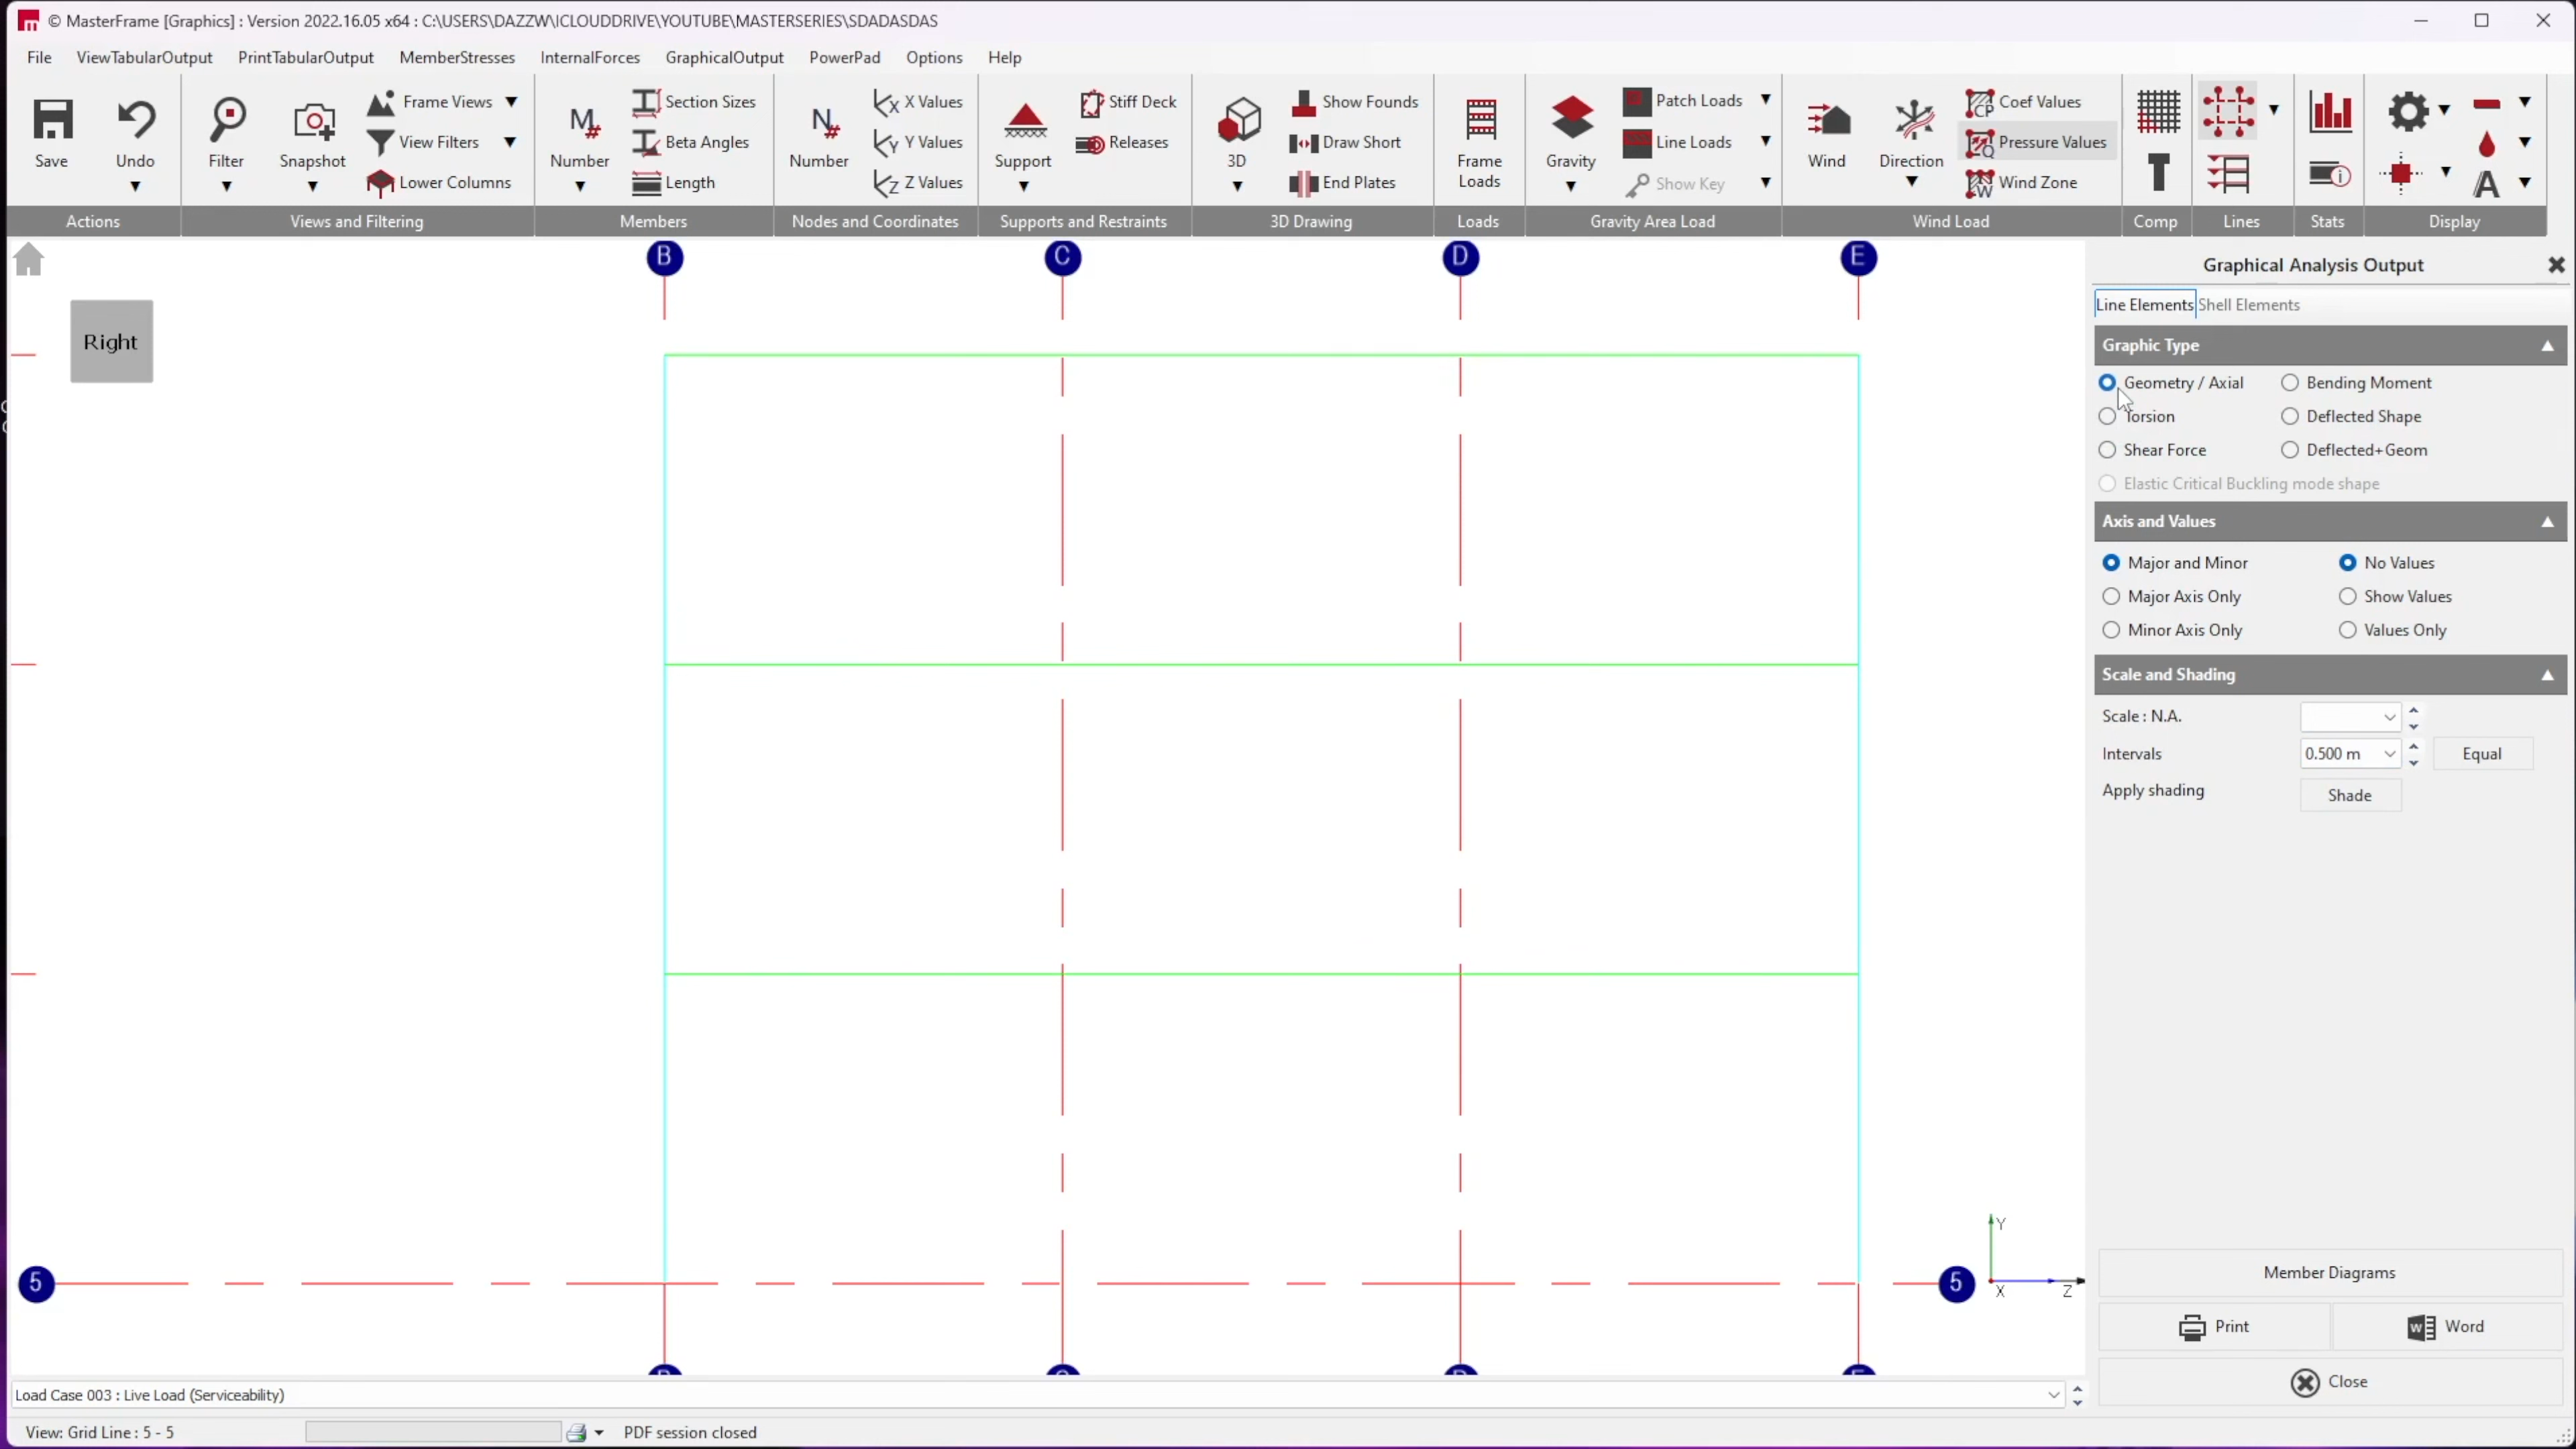 © MasterFrame [Graphics] : Version 2022.16.05 x64 : C:\USERS\DAZZW\ICLOUDDRIVE\YOUTUBE\MASTERSERIES\SDADASDAS
File ViewTabularOutput PrintTabularOutput MemberStresses InternalForces GraphicalOutput PowerPad Options Help
Save Undo
Filter Snapshot Frame Views View Filters Lower Columns
M# Number Section Sizes Beta Angles Length
N# Number X Values Y Values Z Values
Support Stiff Deck Releases
3D Show Founds Draw Short End Plates
Frame Loads
Gravity Patch Loads Line Loads Show Key
Wind Direction Coef Values Pressure Values Wind Zone
A
Actions Views and Filtering Members Nodes and Coordinates Supports and Restraints 3D Drawing Loads Gravity Area Load Wind Load Comp Lines Stats Display
B C D E
Right
5 5
Y
X Z
Graphical Analysis Output
Line Elements Shell Elements
Graphic Type
Geometry / Axial Bending Moment
Torsion Deflected Shape
Shear Force Deflected+Geom
Elastic Critical Buckling mode shape
Axis and Values
Major and Minor No Values
Major Axis Only Show Values
Minor Axis Only Values Only
Scale and Shading
Scale : N.A.
Intervals 0.500 m Equal
Apply shading Shade
Member Diagrams
Print Word
Close
Load Case 003 : Live Load (Serviceability)
View: Grid Line : 5 - 5 PDF session closed